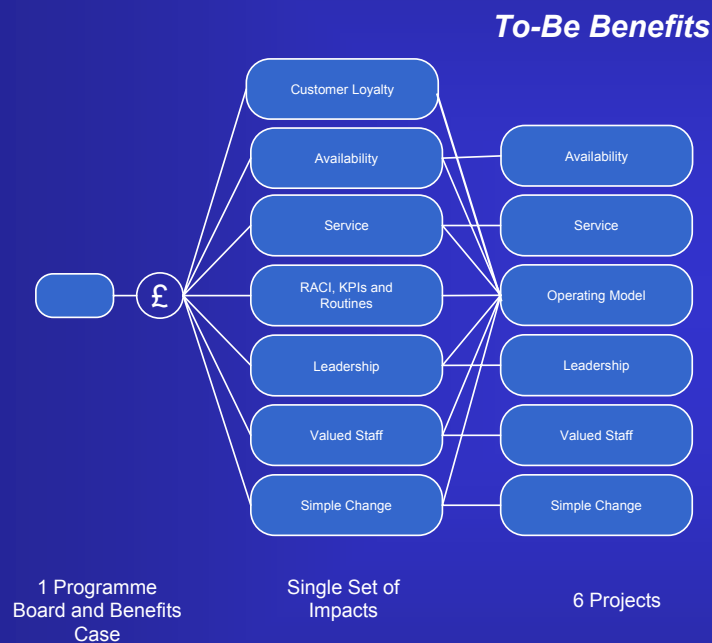 To-Be Benefits
Customer Loyalty
Availability
Service
RACI, KPIs and
Routines
Leadership
Valued Staff
Simple Change
£
Availability
Service
Operating Model
Leadership
Valued Staff
Simple Change
1 Programme
Board and Benefits
Case
Single Set of
Impacts
6 Projects